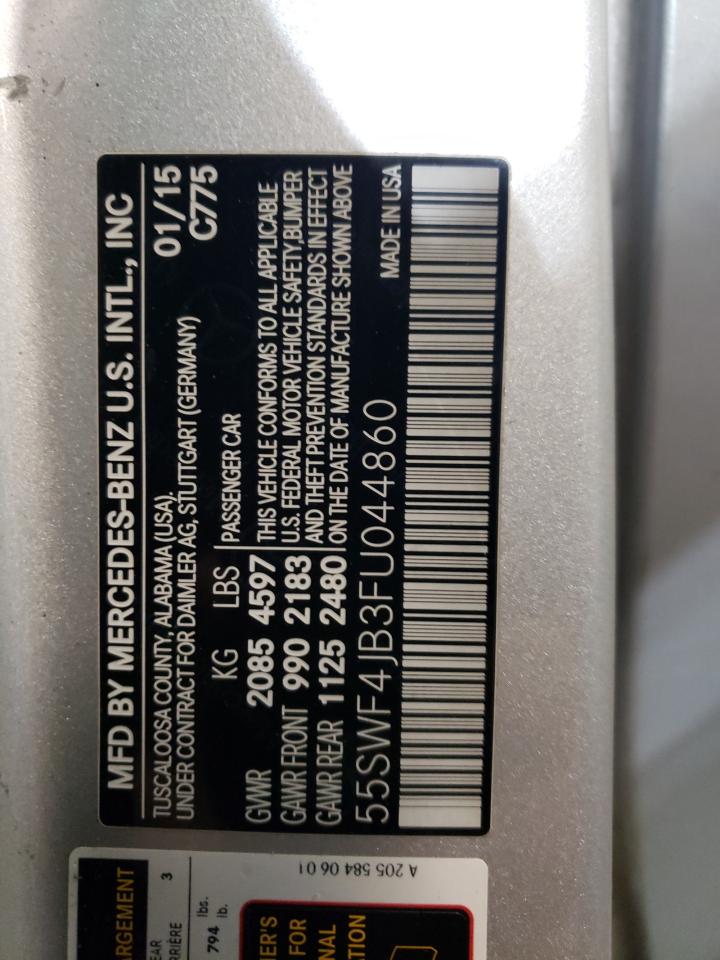 MFD BY MERCEDES-BENZ U.S. INTL., INC
TUSCALOOSA COUNTY, ALABAMA (USA),
UNDER CONTRACT FOR DAIMLER AG, STUTTGART (GERMANY)
01/15
C775
KG LBS
GVWR 2085 4597
GAWR FRONT 990 2183
GAWR REAR 1125 2480
PASSENGER CAR
THIS VEHICLE CONFORMS TO ALL APPLICABLE
U.S. FEDERAL MOTOR VEHICLE SAFETY,BUMPER
AND THEFT PREVENTION STANDARDS IN EFFECT
ON THE DATE OF MANUFACTURE SHOWN ABOVE
55SWF4JB3FU044860
MADE IN USA
RGEMENT
EAR 3
RRIÈRE
794 lbs.
lb.
ER'S
FOR
NAL
TION
A 205 584 06 01